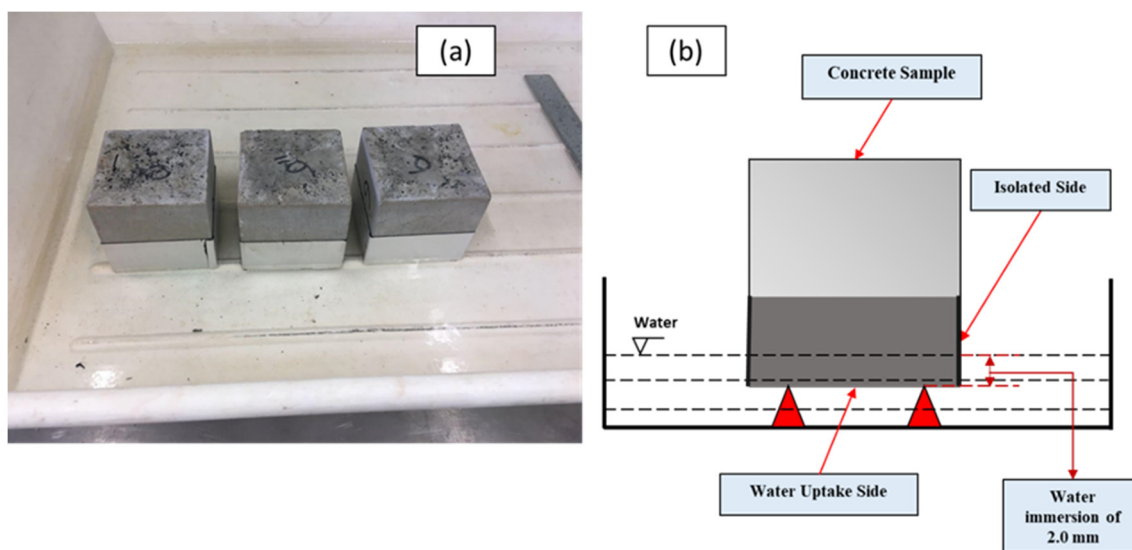 (a)
(b)
Concrete Sample
Isolated Side
Water
Water Uptake Side
Water
immersion of
2.0 mm